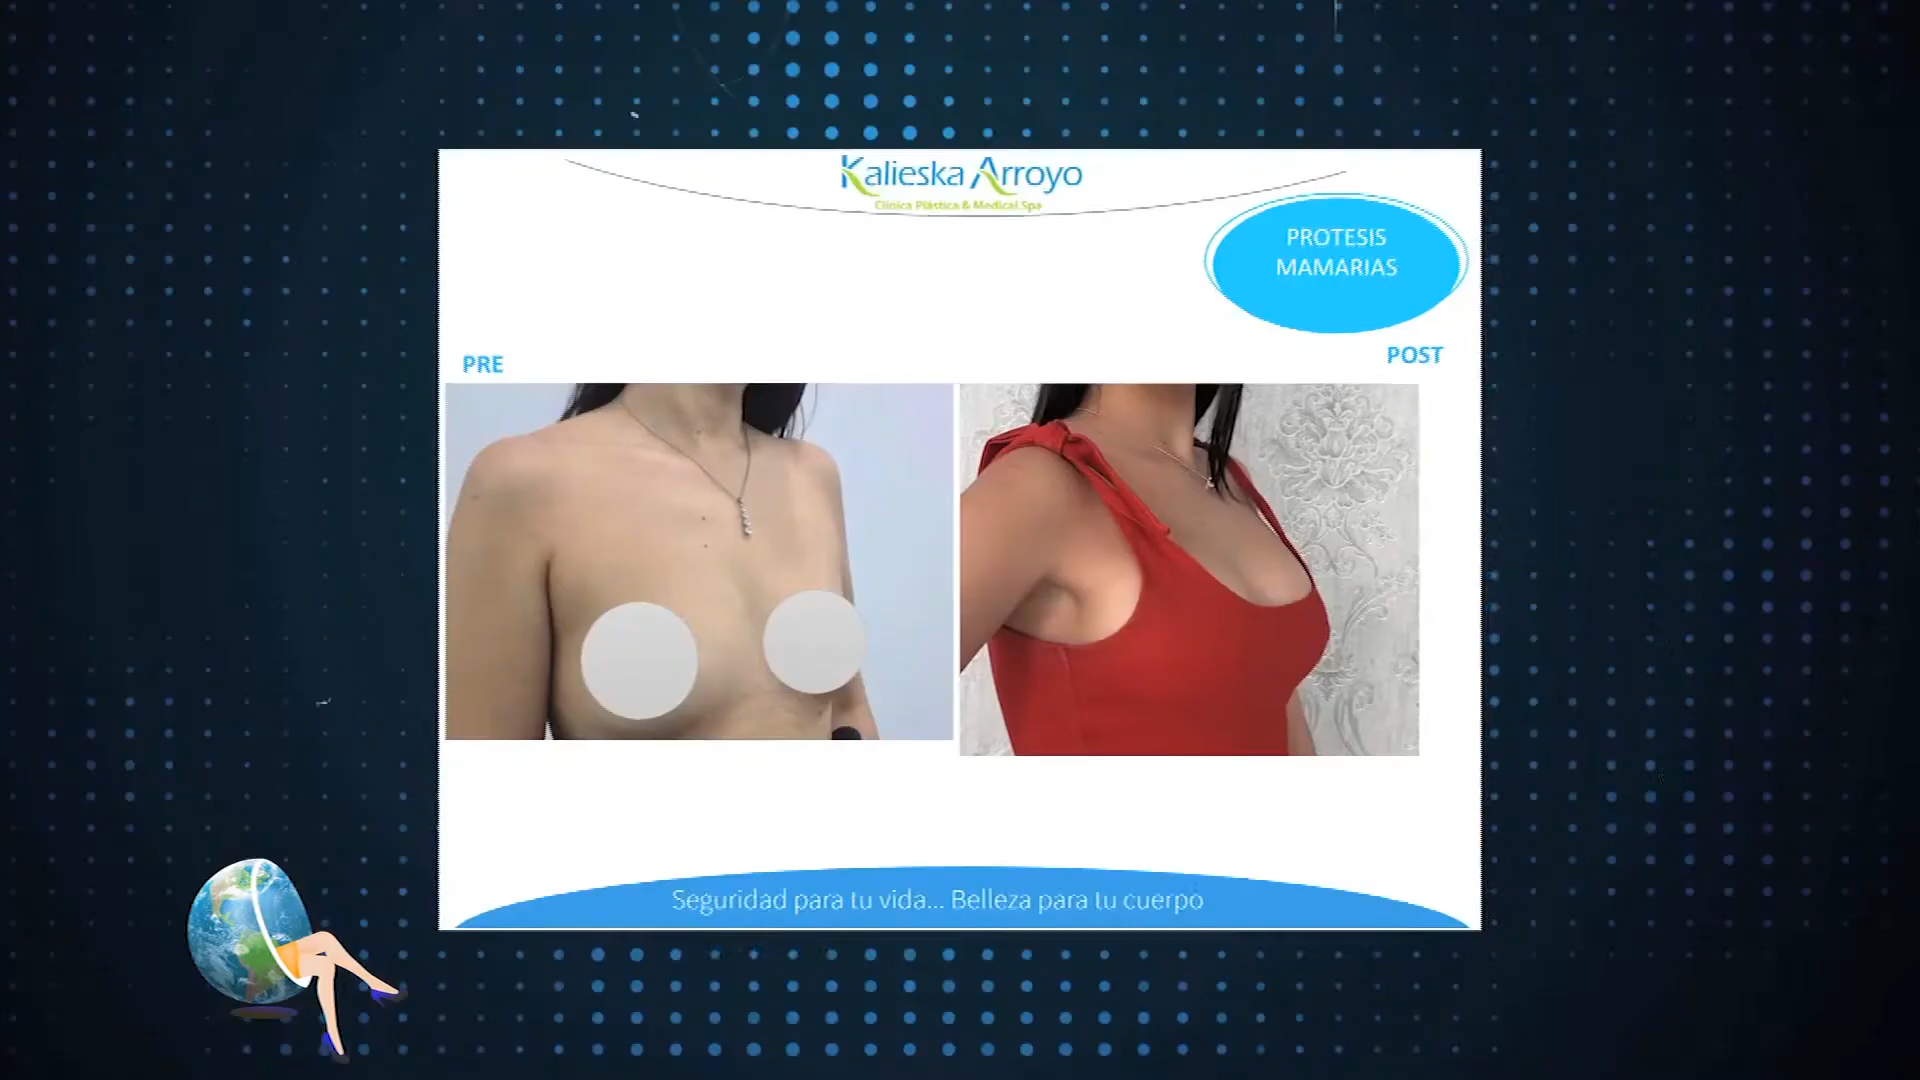 Kalieska Arroyo
Clínica Plástica & Medical Spa
PROTESIS
MAMARIAS
PRE
POST
Seguridad para tu vida... Belleza para tu cuerpo